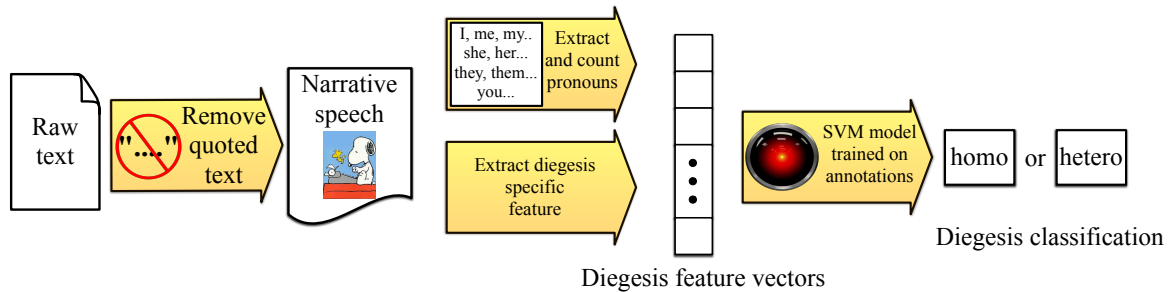 Raw
text
"...."
Remove
quoted
text
Narrative
speech
I, me, my..
she, her...
they, them...
you...
Extract
and count
pronouns
Extract diegesis
specific
feature
Diegesis feature vectors
SVM model
trained on
annotations
homo or hetero
Diegesis classification